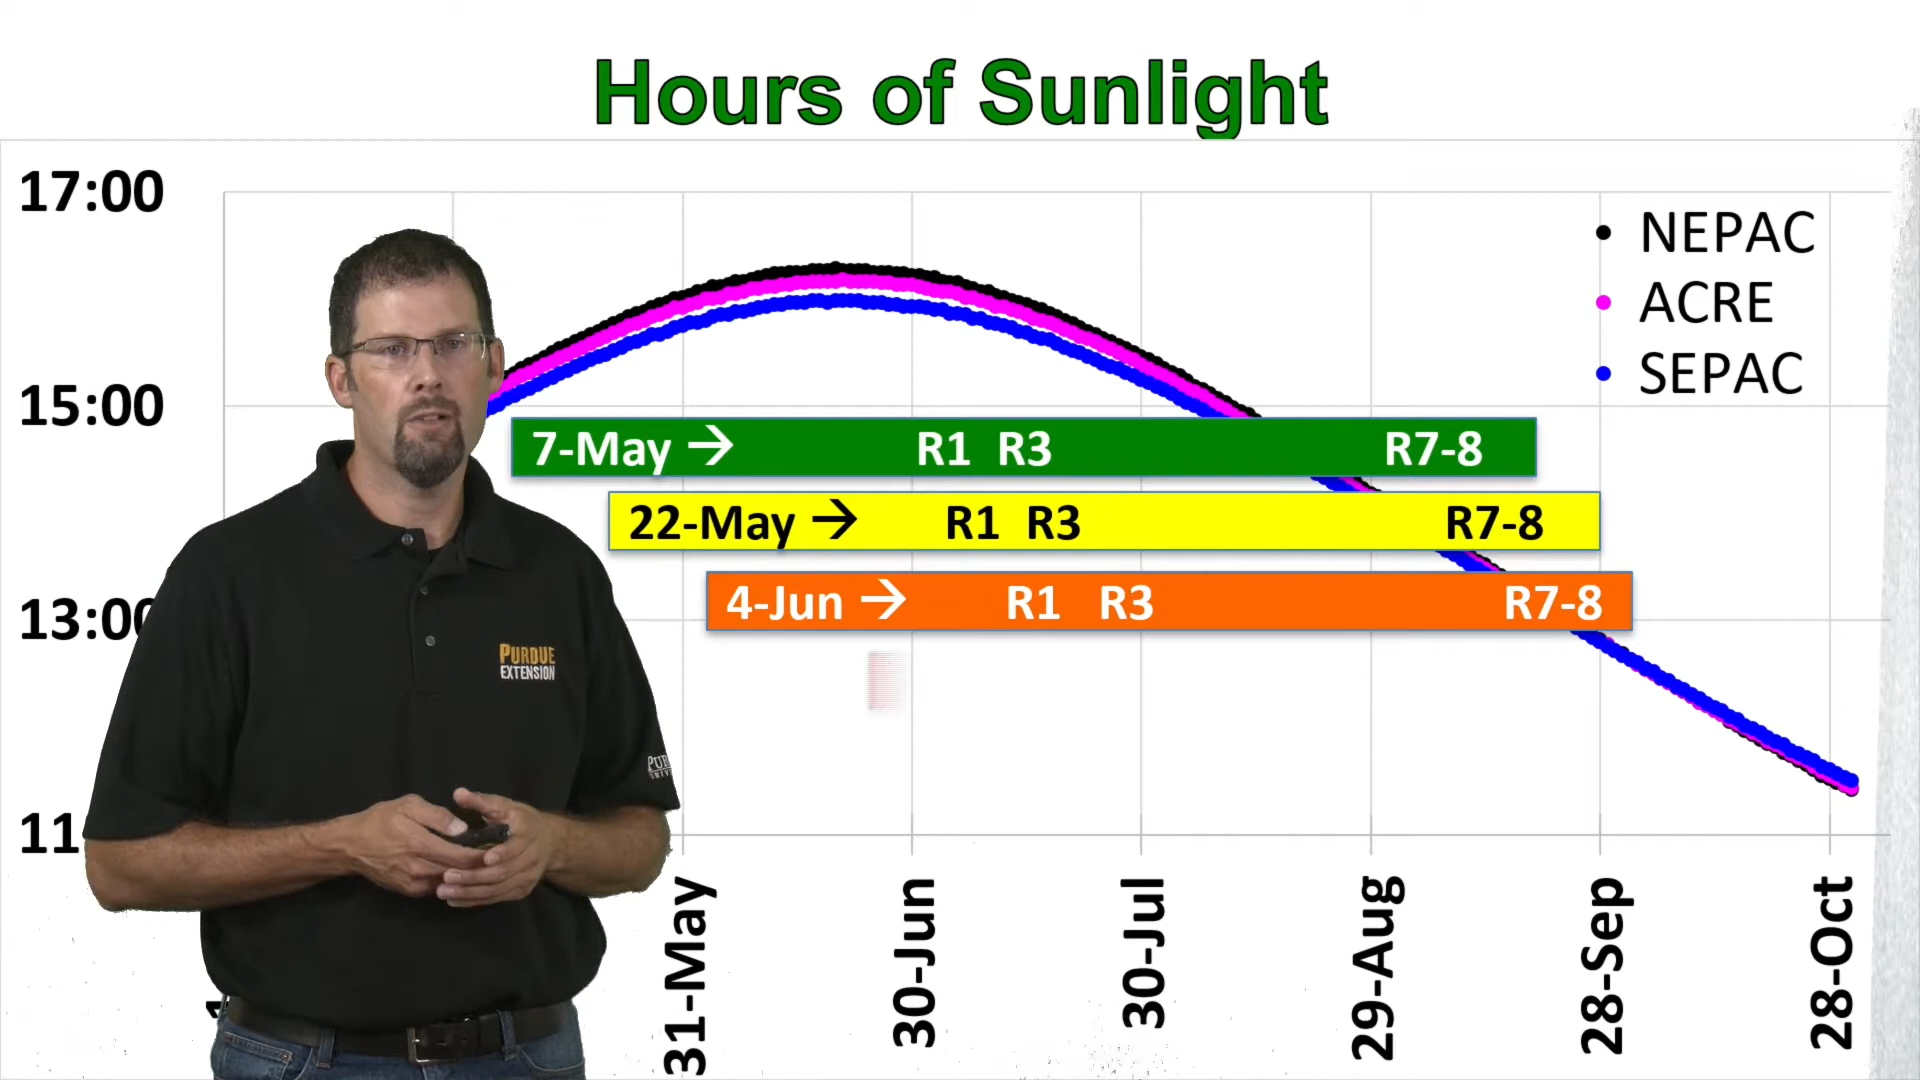 Hours of Sunlight
17:00
15:00
13:00
11
NEPAC
ACRE
SEPAC
7-May → R1 R3 R7-8
22-May → R1 R3 R7-8
4-Jun → R1 R3 R7-8
PURDUE
EXTENSION
31-May
30-Jun
30-Jul
29-Aug
28-Sep
28-Oct